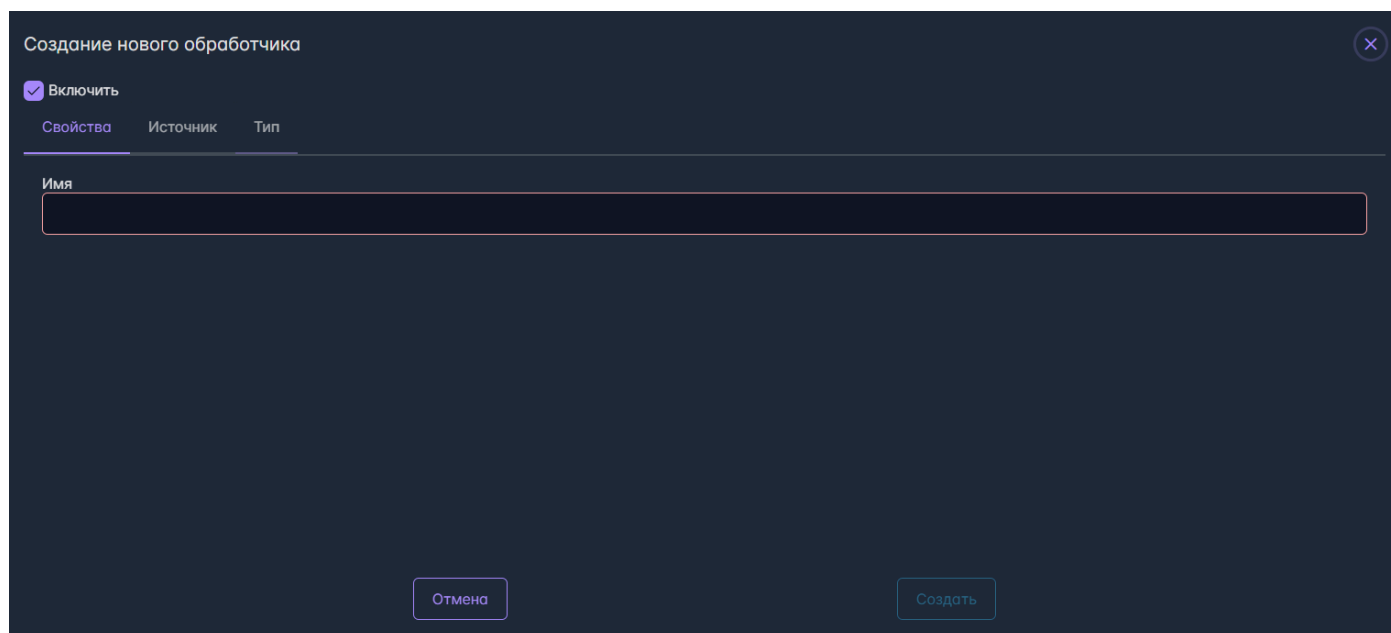 Создание нового обработчика
Включить
Свойства Источник Тип
Имя
Отмена Создать